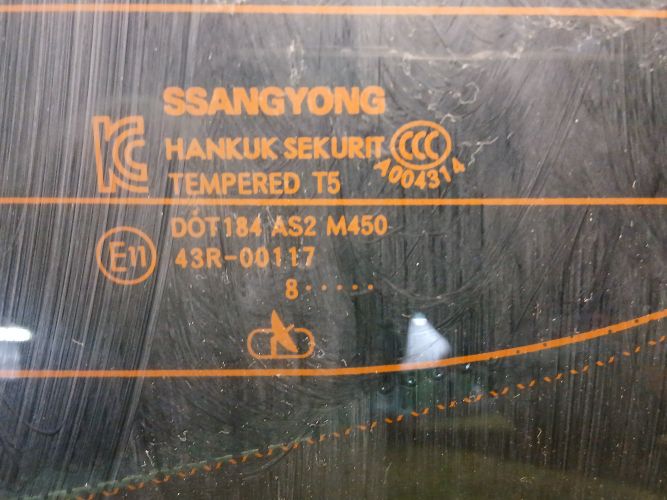 SSANGYONG
KC
HANKUK SEKURIT
CCC
A004314
TEMPERED T5
DOT184 AS2 M450
E11
43R-00117
8·····